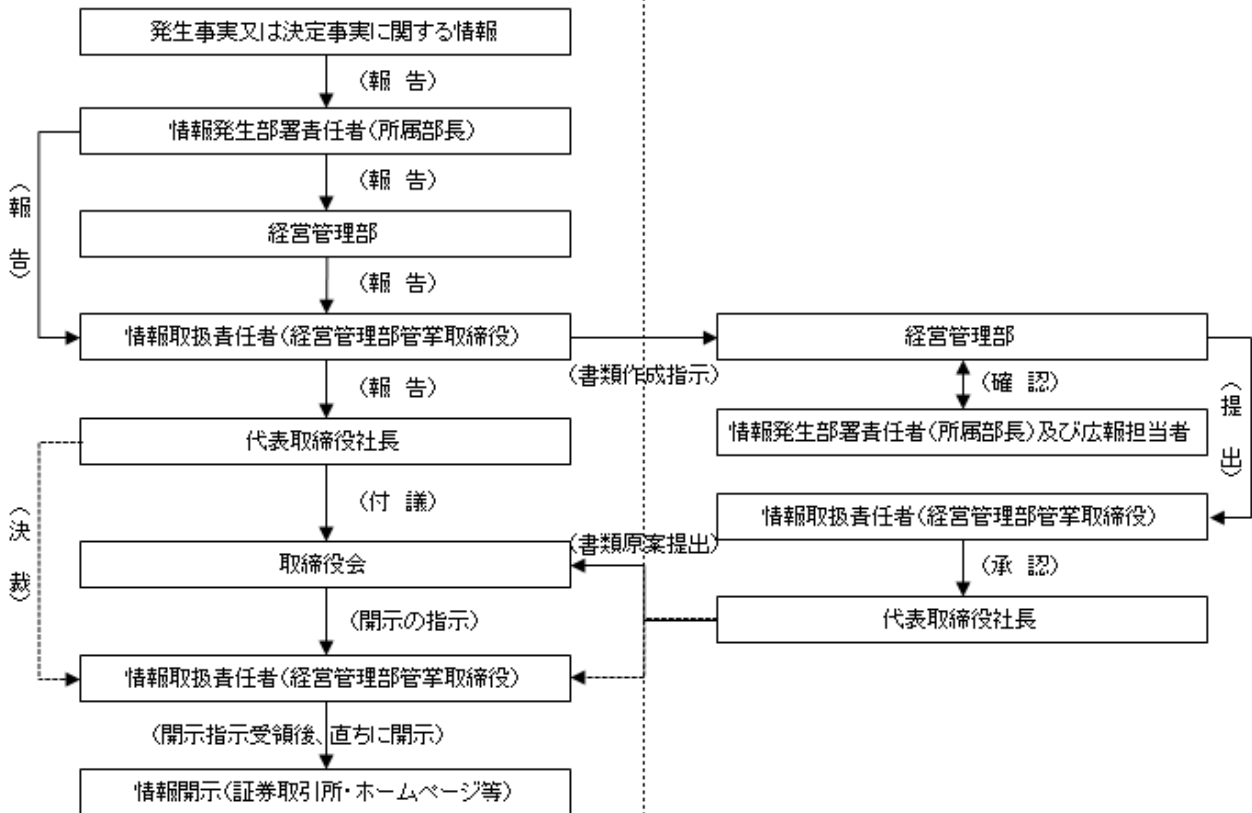 発生事実又は決定事実に関する情報
(報 告)
情報発生部署責任者(所属部長)
(報 告)
(報 告)
経営管理部
(報 告)
情報取扱責任者(経営管理部管掌取締役)
(書類作成指示)
経営管理部
(報 告)
(確 認)
(提 出)
代表取締役社長
情報発生部署責任者(所属部長)及び広報担当者
(付 議)
(決 裁)
情報取扱責任者(経営管理部管掌取締役)
(書類原案提出)
取締役会
(承 認)
(開示の指示)
代表取締役社長
情報取扱責任者(経営管理部管掌取締役)
(開示指示受領後、直ちに開示)
情報開示(証券取引所・ホームページ等)